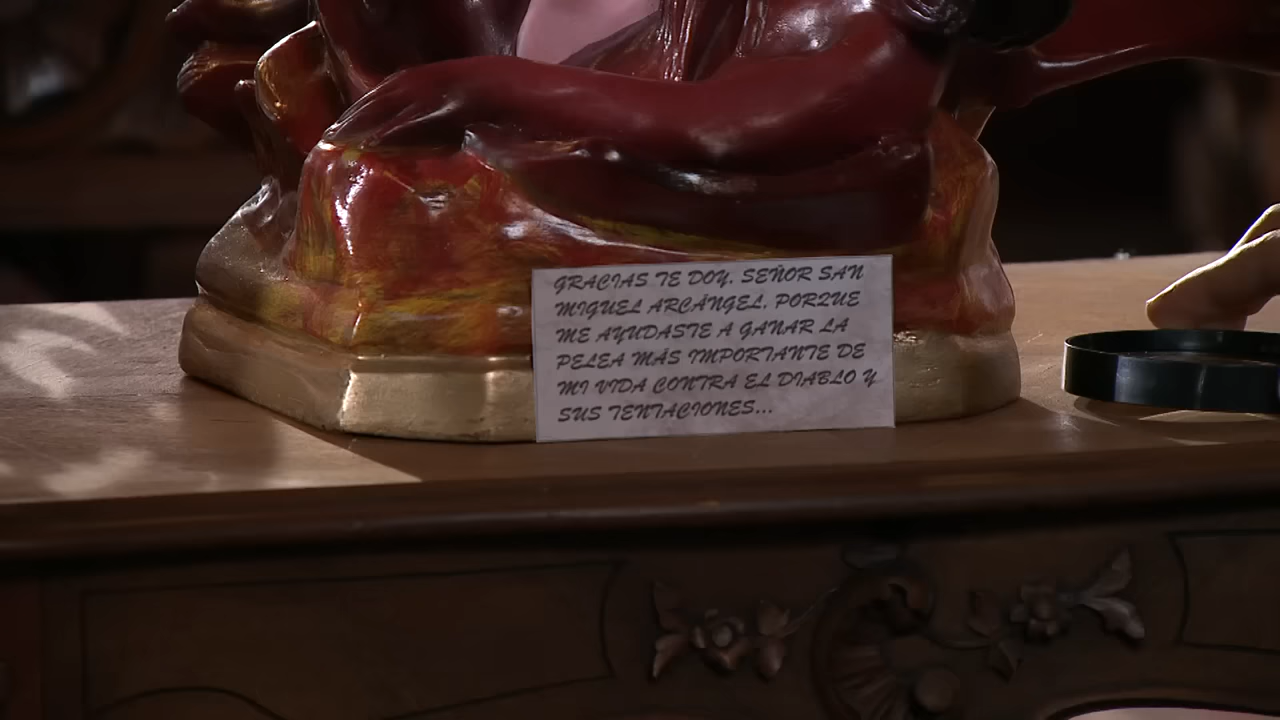 GRACIAS TE DOY, SEÑOR SAN
MIGUEL ARCÁNGEL, PORQUE
ME AYUDASTE A GANAR LA
PELEA MÁS IMPORTANTE DE
MI VIDA CONTRA EL DIABLO Y
SUS TENTACIONES...